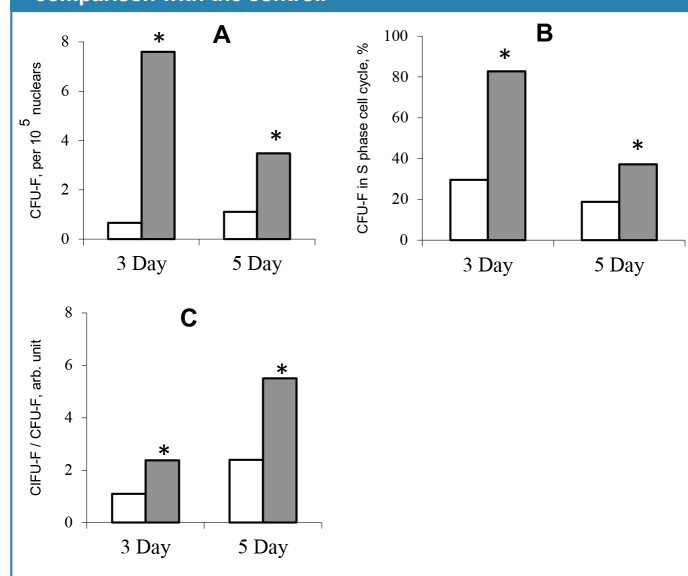 comparison with the control.
A
CFU-F, per 10 5 nuclears
8
6
4
2
0
*
*
3 Day
5 Day
B
CFU-F in S phase cell cycle, %
100
80
60
40
20
0
*
*
3 Day
5 Day
C
CIFU-F / CFU-F, arb. unit
8
6
4
2
0
*
*
3 Day
5 Day